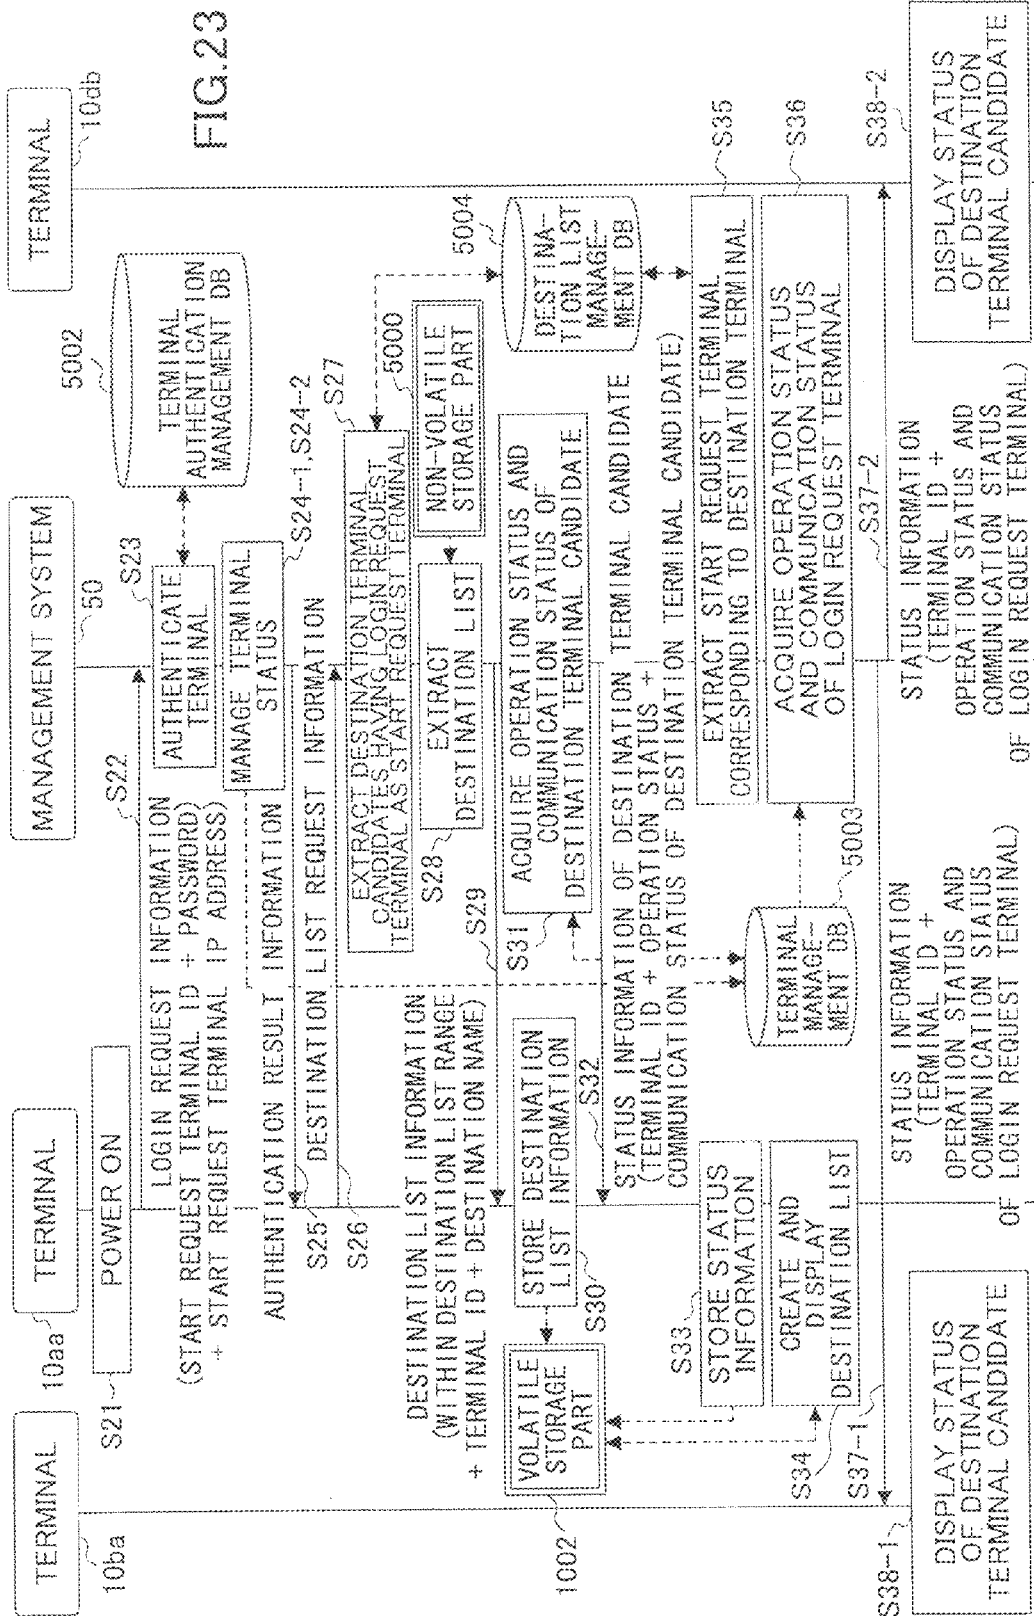 FIG.23
TERMINAL
10ba
TERMINAL
10aa
MANAGEMENT SYSTEM
50
TERMINAL
10db
S21
POWER ON
S22
LOGIN REQUEST INFORMATION
(START REQUEST TERMINAL ID + PASSWORD)
+ START REQUEST TERMINAL IP ADDRESS)
S23
AUTHENTICATE
TERMINAL
5002
TERMINAL
AUTHENTICATION
MANAGEMENT DB
MANAGE TERMINAL
STATUS
S24-1,S24-2
AUTHENTICATION RESULT INFORMATION
S25
DESTINATION LIST REQUEST INFORMATION
S26
S27
EXTRACT DESTINATION TERMINAL
CANDIDATES HAVING LOGIN REQUEST
TERMINAL AS START REQUEST TERMINAL
5000
NON-VOLATILE
STORAGE PART
S28
EXTRACT
DESTINATION LIST
5004
DESTINA-
TION LIST
MANAGE-
MENT DB
DESTINATION LIST INFORMATION
(WITHIN DESTINATION LIST RANGE
+ TERMINAL ID + DESTINATION NAME)
S29
STORE DESTINATION
LIST INFORMATION
S30
VOLATILE
STORAGE
PART
1002
S31
ACQUIRE OPERATION STATUS AND
COMMUNICATION STATUS OF
DESTINATION TERMINAL CANDIDATE
S32
STATUS INFORMATION OF DESTINATION TERMINAL CANDIDATE
(TERMINAL ID + OPERATION STATUS +
COMMUNICATION STATUS OF DESTINATION TERMINAL CANDIDATE)
S33
STORE STATUS
INFORMATION
S34
CREATE AND
DISPLAY
DESTINATION LIST
TERMINAL
MANAGE-
MENT DB
5003
S35
EXTRACT START REQUEST TERMINAL
CORRESPONDING TO DESTINATION TERMINAL
S36
ACQUIRE OPERATION STATUS
AND COMMUNICATION STATUS
OF LOGIN REQUEST TERMINAL
S37-1
STATUS INFORMATION
(TERMINAL ID +
OPERATION STATUS AND
COMMUNICATION STATUS
OF LOGIN REQUEST TERMINAL)
S37-2
STATUS INFORMATION
(TERMINAL ID +
OPERATION STATUS AND
COMMUNICATION STATUS
OF LOGIN REQUEST TERMINAL)
S38-1
DISPLAY STATUS
OF DESTINATION
TERMINAL CANDIDATE
S38-2
DISPLAY STATUS
OF DESTINATION
TERMINAL CANDIDATE